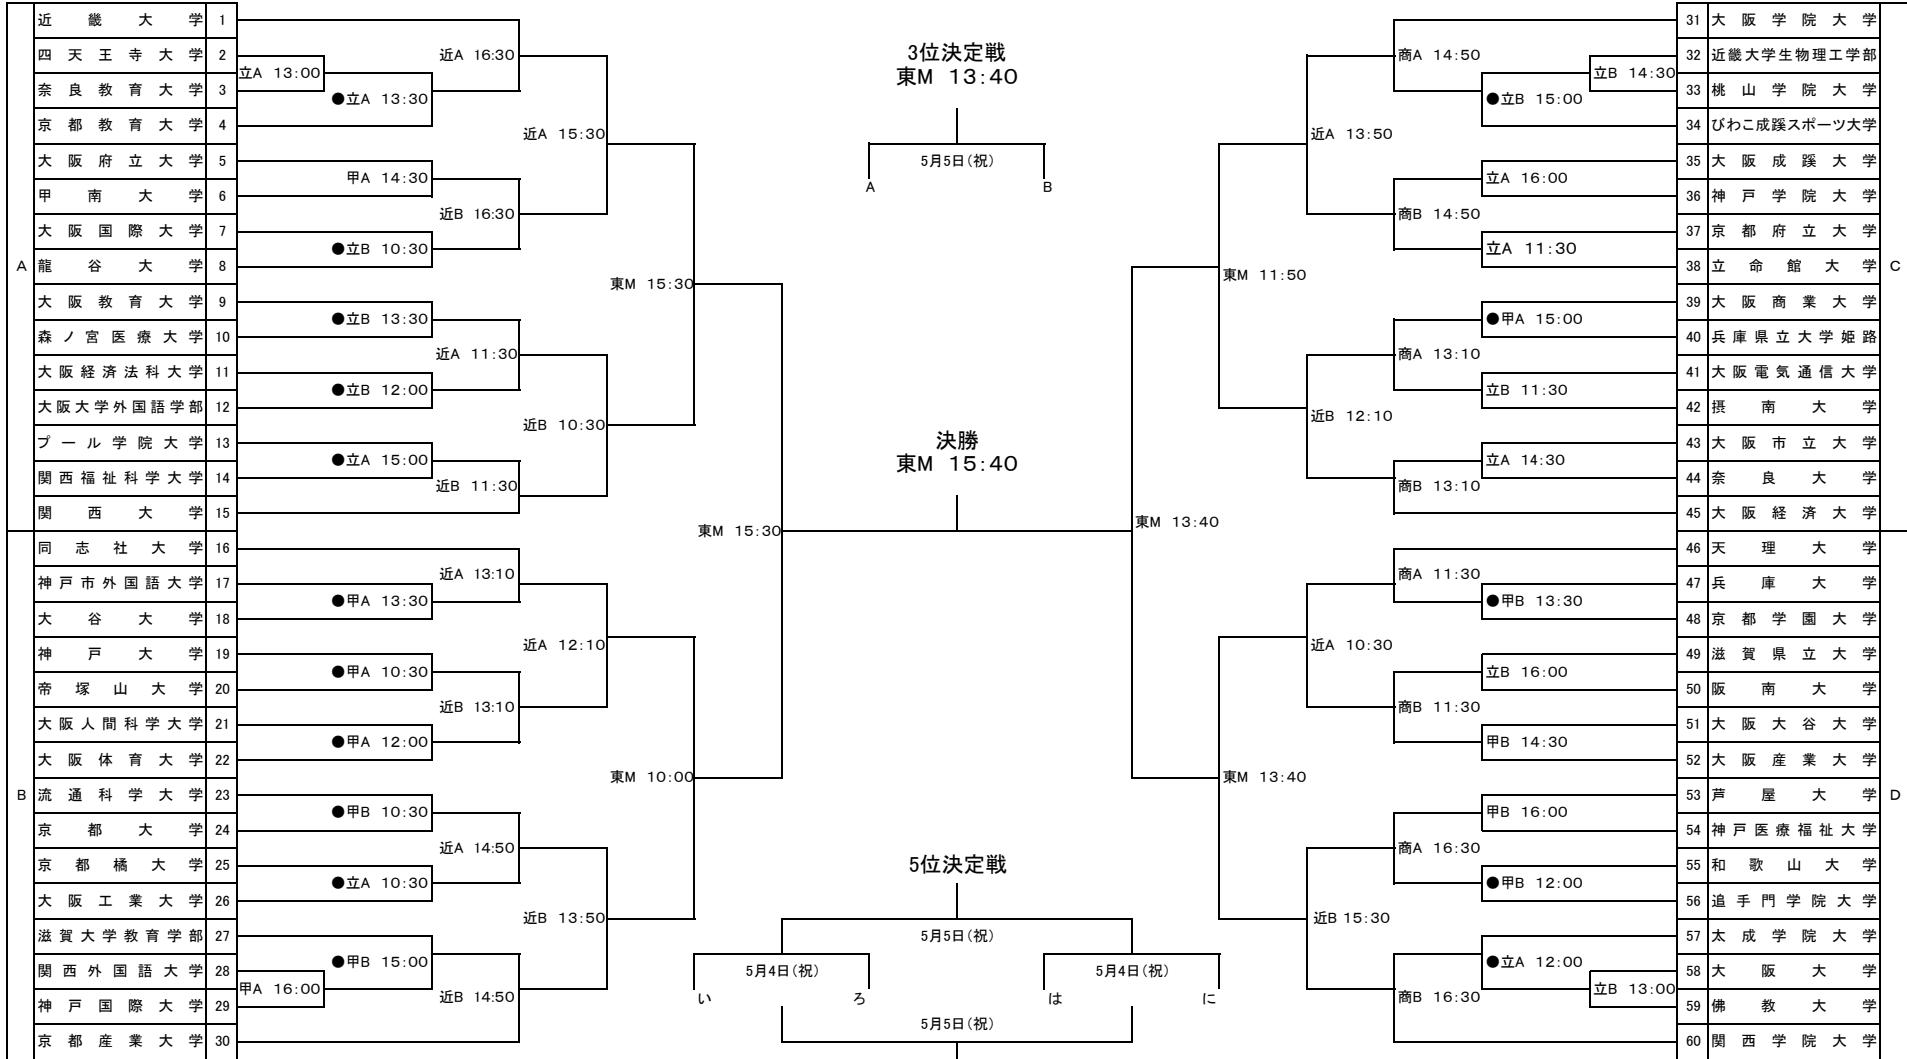 A
近畿大学 1
四天王寺大学 2
奈良教育大学 3
京都教育大学 4
大阪府立大学 5
甲南大学 6
大阪国際大学 7
龍谷大学 8
大阪教育大学 9
森ノ宮医療大学 10
大阪経済法科大学 11
大阪大学外国語学部 12
プール学院大学 13
関西福祉科学大学 14
関西大学 15
B
同志社大学 16
神戸市外国語大学 17
大谷大学 18
神戸大学 19
帝塚山大学 20
大阪人間科学大学 21
大阪体育大学 22
流通科学大学 23
京都大学 24
京都橘大学 25
大阪工業大学 26
滋賀大学教育学部 27
関西外国語大学 28
神戸国際大学 29
京都産業大学 30
立A 13:00
甲A 16:00
●立A 13:30
甲A 14:30
●立B 10:30
●立B 13:30
●立B 12:00
●立A 15:00
●甲A 13:30
●甲A 10:30
●甲A 12:00
●甲B 10:30
●立A 10:30
●甲B 15:00
近A 16:30
近B 16:30
近A 11:30
近B 11:30
近A 13:10
近B 13:10
近A 14:50
近B 14:50
近A 15:30
近B 10:30
近A 12:10
近B 13:50
東M 15:30
東M 10:00
東M 15:30
3位決定戦
東M 13:40
5月5日(祝)
A
B
決勝
東M 15:40
5位決定戦
5月5日(祝)
5月4日(祝)
5月4日(祝)
い
ろ
は
に
5月5日(祝)
東M 13:40
東M 11:50
東M 13:40
近A 13:50
近B 12:10
近A 10:30
近B 15:30
商A 14:50
商B 14:50
商A 13:10
商B 13:10
商A 11:30
商B 11:30
商A 16:30
商B 16:30
●立B 15:00
立A 16:00
立A 11:30
●甲A 15:00
立B 11:30
立A 14:30
●甲B 13:30
立B 16:00
甲B 14:30
甲B 16:00
●甲B 12:00
●立A 12:00
立B 14:30
立B 13:00
31 大阪学院大学
32 近畿大学生物理工学部
33 桃山学院大学
34 びわこ成蹊スポーツ大学
35 大阪成蹊大学
36 神戸学院大学
37 京都府立大学
38 立命館大学
39 大阪商業大学
40 兵庫県立大学姫路
41 大阪電気通信大学
42 摂南大学
43 大阪市立大学
44 奈良大学
45 大阪経済大学
C
46 天理大学
47 兵庫大学
48 京都学園大学
49 滋賀県立大学
50 阪南大学
51 大阪大谷大学
52 大阪産業大学
53 芦屋大学
54 神戸医療福祉大学
55 和歌山大学
56 追手門学院大学
57 太成学院大学
58 大阪大学
59 佛教大学
60 関西学院大学
D